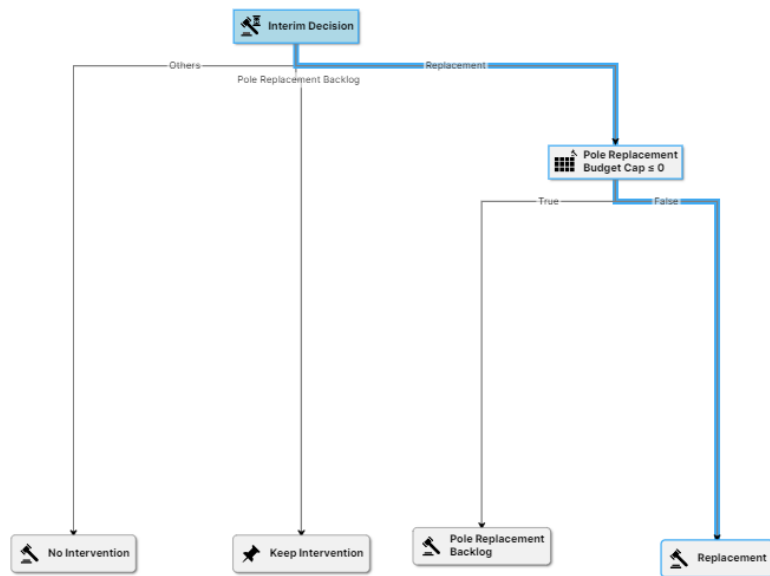 Interim Decision
Others
Replacement
Pole Replacement Backlog
Pole Replacement
Budget Cap ≤ 0
True
False
No Intervention
Keep Intervention
Pole Replacement
Backlog
Replacement